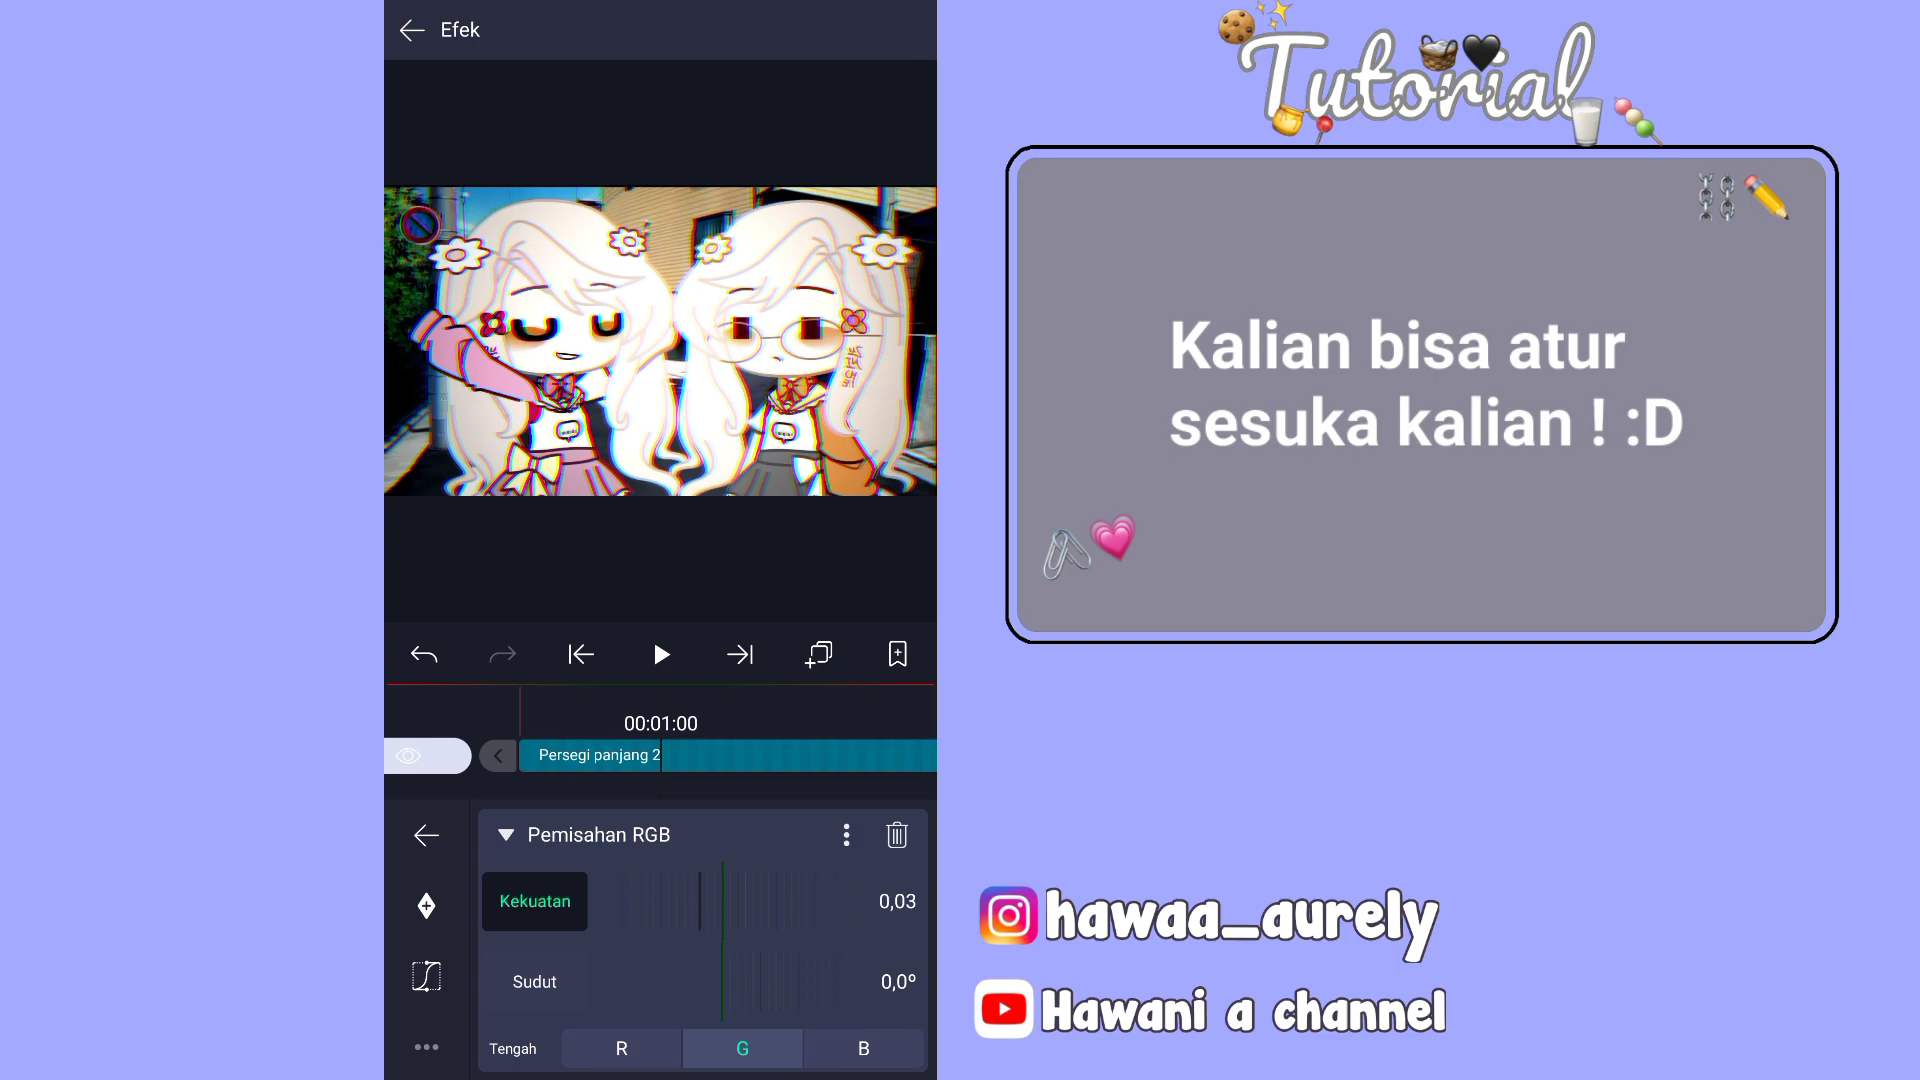 Efek
Tutorial
Kalian bisa atur
sesuka kalian ! :D
00:01:00
Persegi panjang 2
Pemisahan RGB
Kekuatan
0,03
Sudut
0,0º
Tengah
R
G
B
hawaa_aurely
Hawani a channel